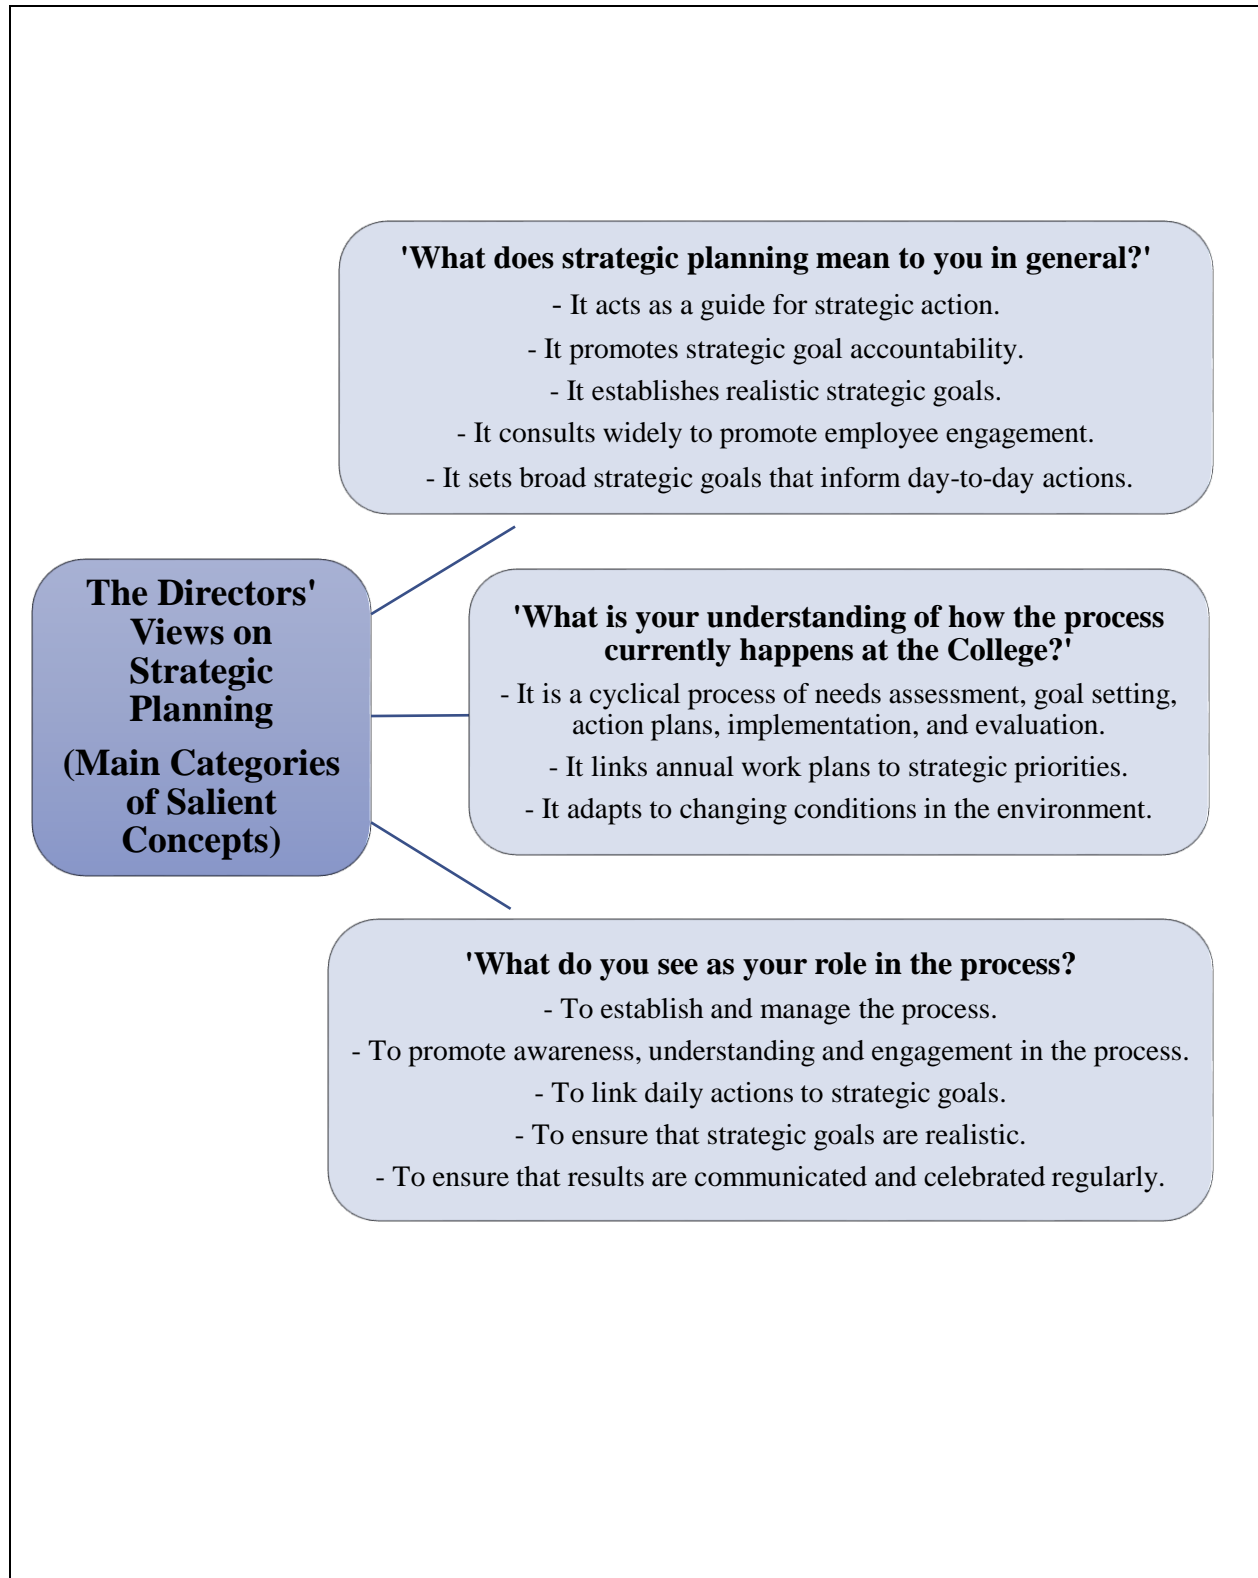 'What does strategic planning mean to you in general?'
- It acts as a guide for strategic action.
- It promotes strategic goal accountability.
- It establishes realistic strategic goals.
- It consults widely to promote employee engagement.
- It sets broad strategic goals that inform day-to-day actions.
The Directors'
Views on
Strategic
Planning
(Main Categories
of Salient
Concepts)
'What is your understanding of how the process
currently happens at the College?'
- It is a cyclical process of needs assessment, goal setting,
action plans, implementation, and evaluation.
- It links annual work plans to strategic priorities.
- It adapts to changing conditions in the environment.
'What do you see as your role in the process?
- To establish and manage the process.
- To promote awareness, understanding and engagement in the process.
- To link daily actions to strategic goals.
- To ensure that strategic goals are realistic.
- To ensure that results are communicated and celebrated regularly.